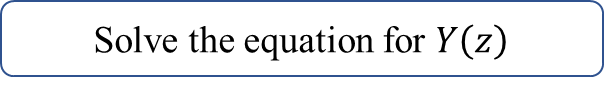 Solve the equation for Y(z)